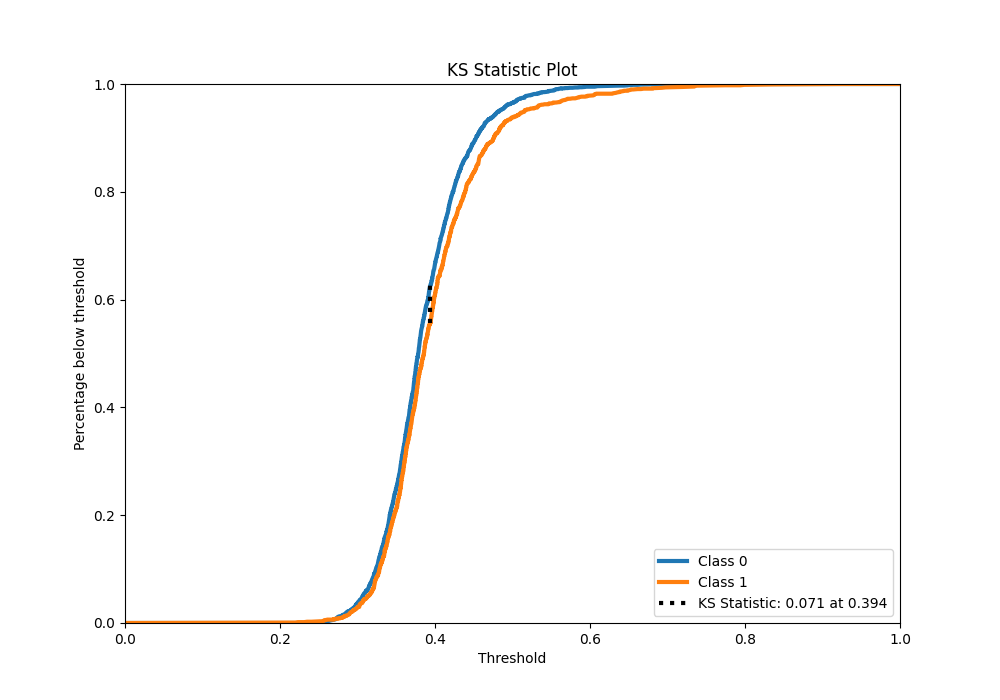 KS Statistic Plot
1.0
0.8
0.6
0.4
0.2
0.0
Percentage below threshold
0.0 0.2 0.4 0.6 0.8 1.0
Threshold
Class 0
Class 1
KS Statistic: 0.071 at 0.394